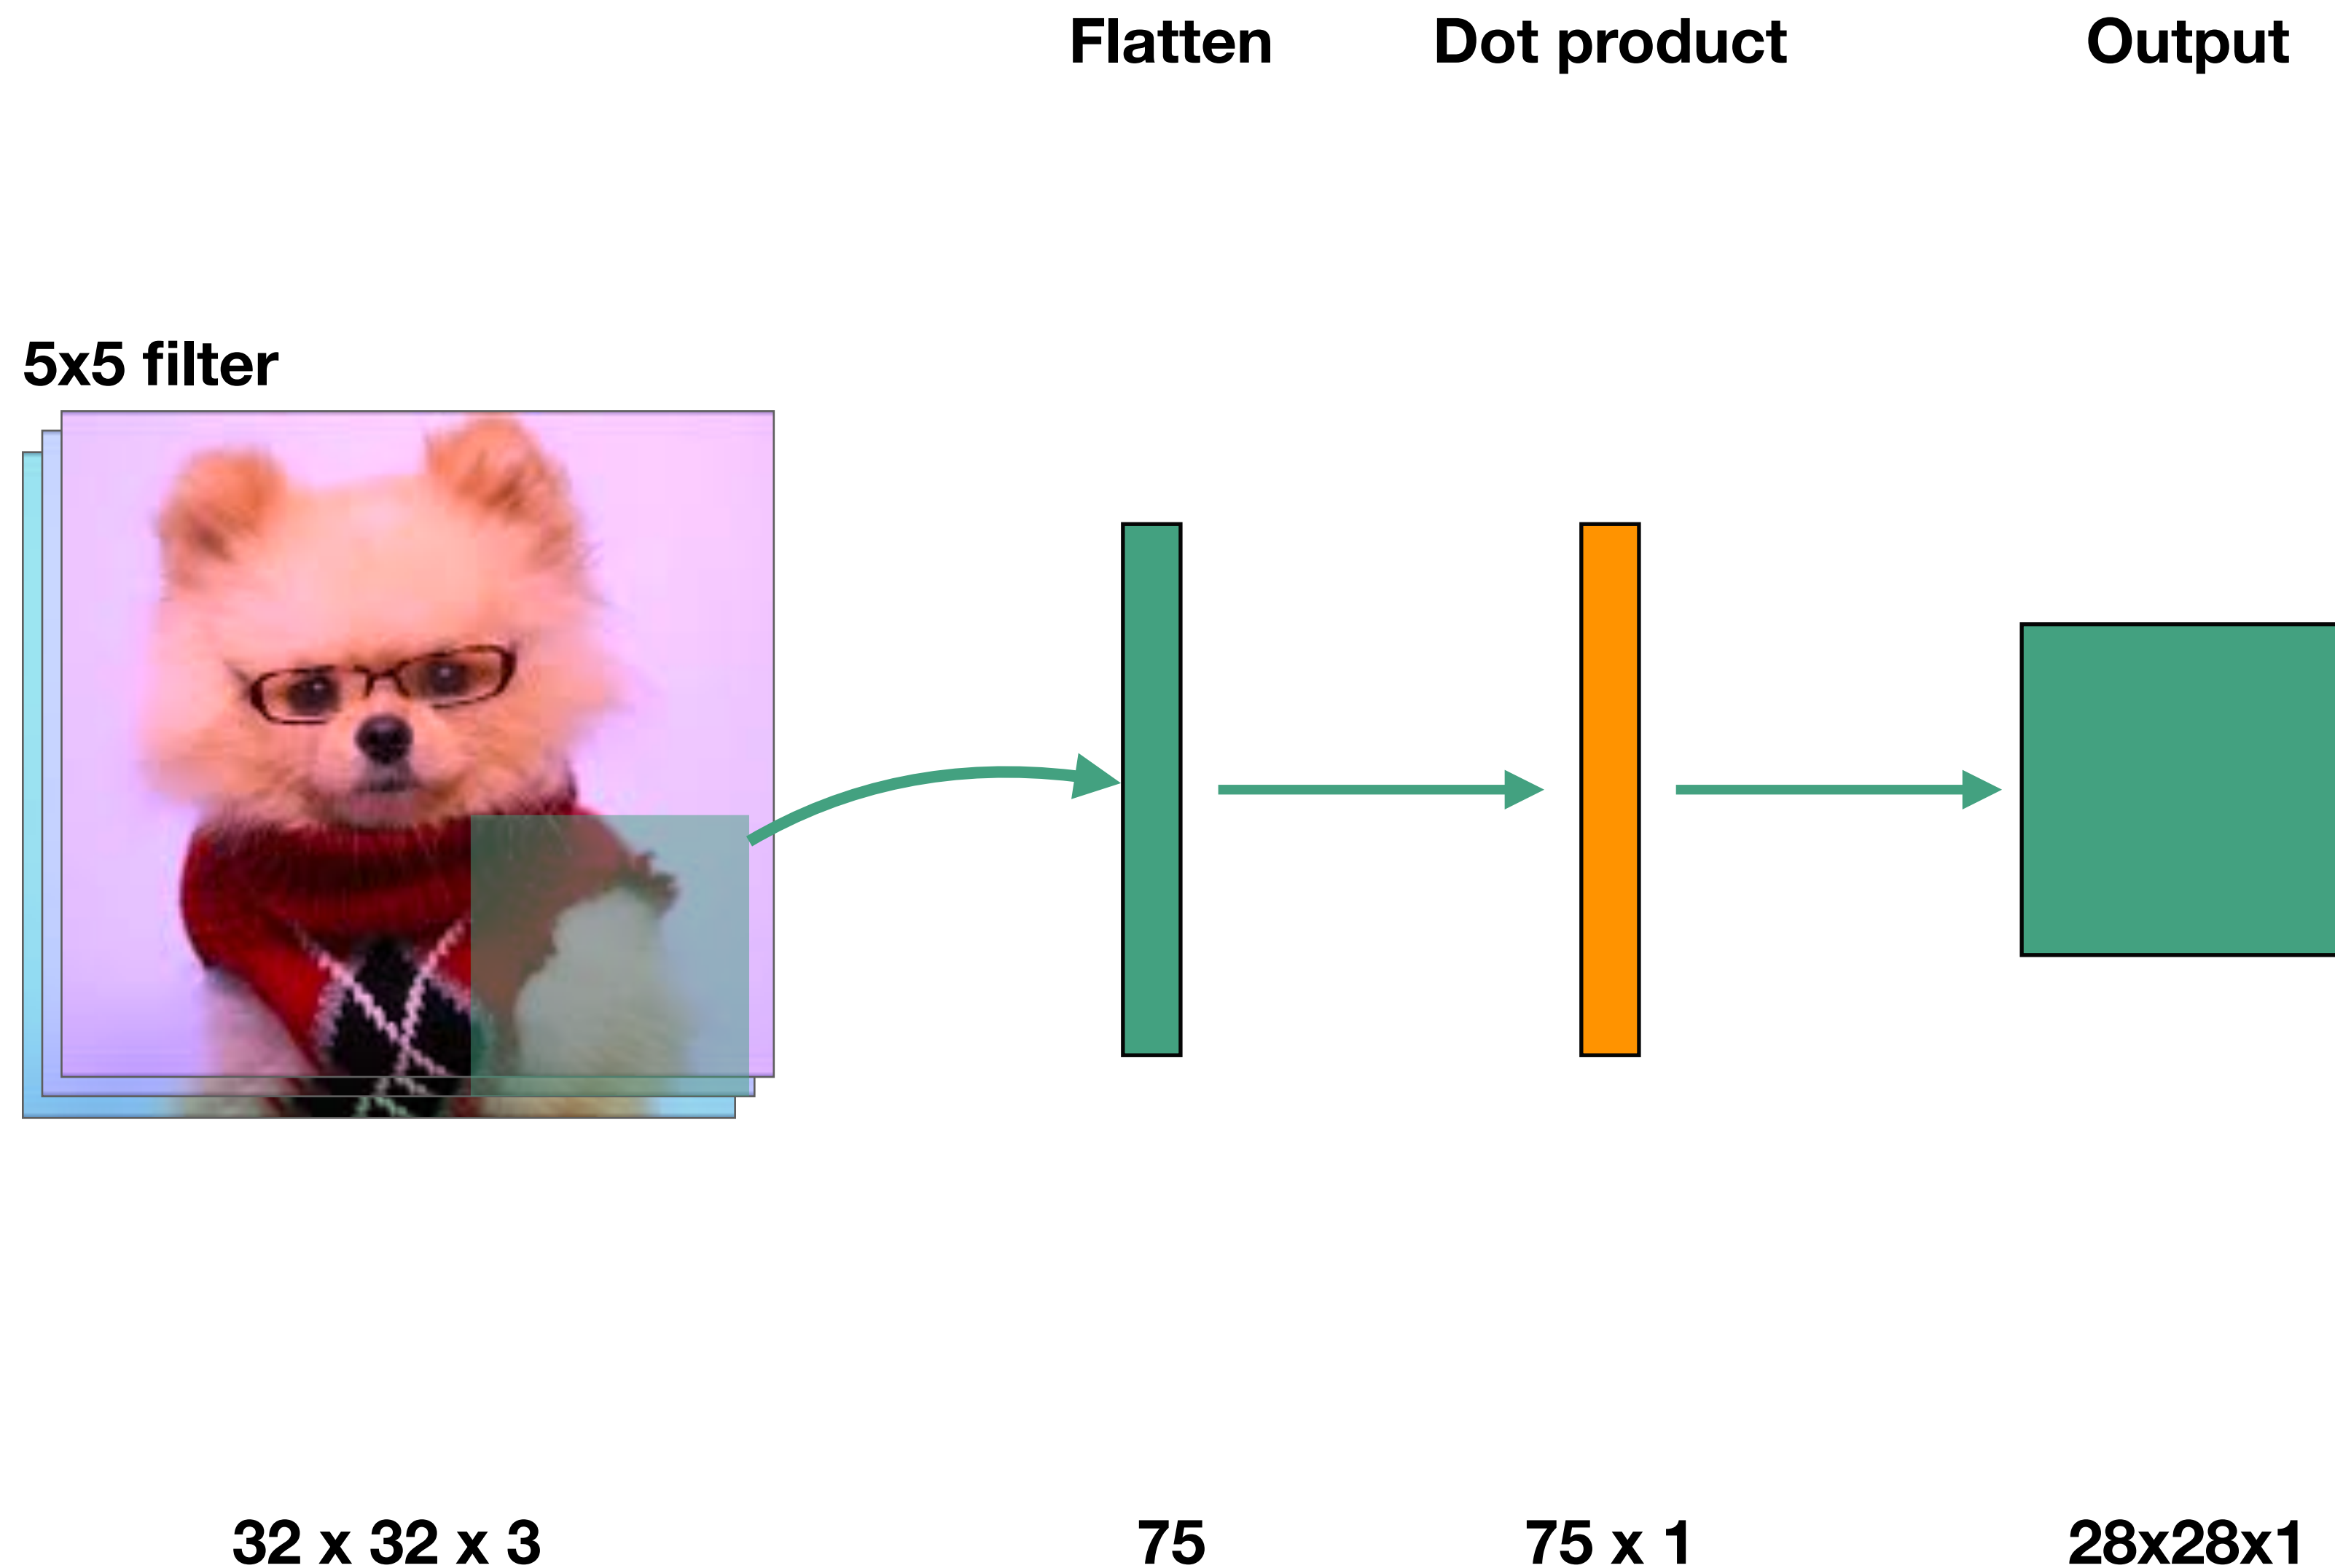 Flatten
Dot product
Output
5x5 filter
32 x 32 x 3
75
75 x 1
28x28x1